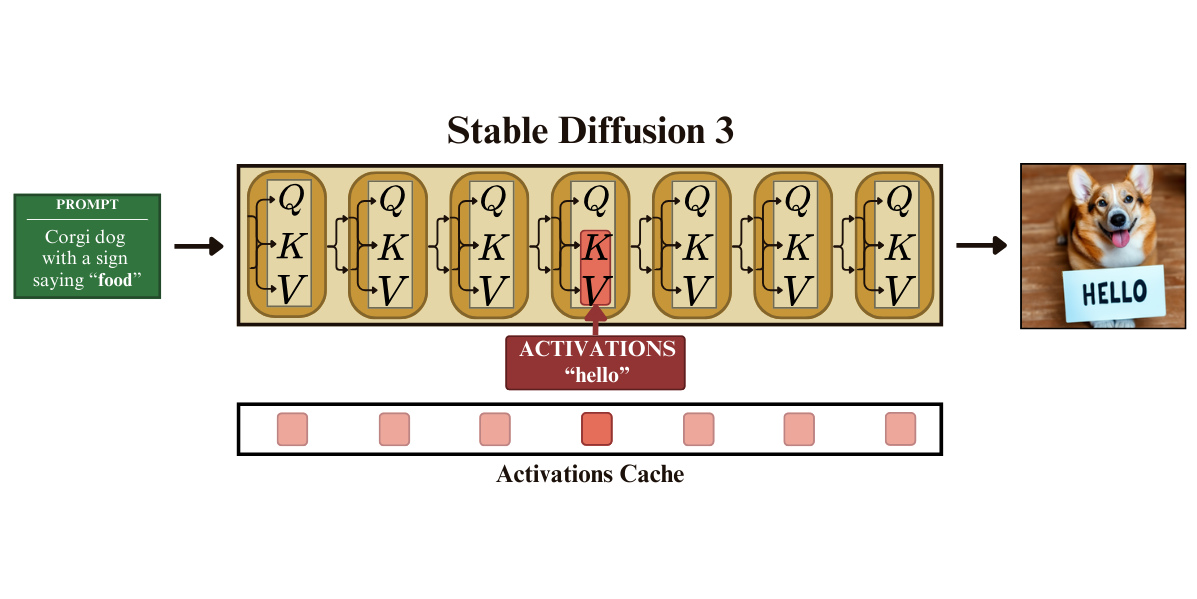 Stable Diffusion 3
PROMPT
Corgi dog
with a sign
saying “food”
Q Q Q Q Q Q Q
K K K K K K K
V V V V V V V
HELLO
ACTIVATIONS
“hello”
Activations Cache